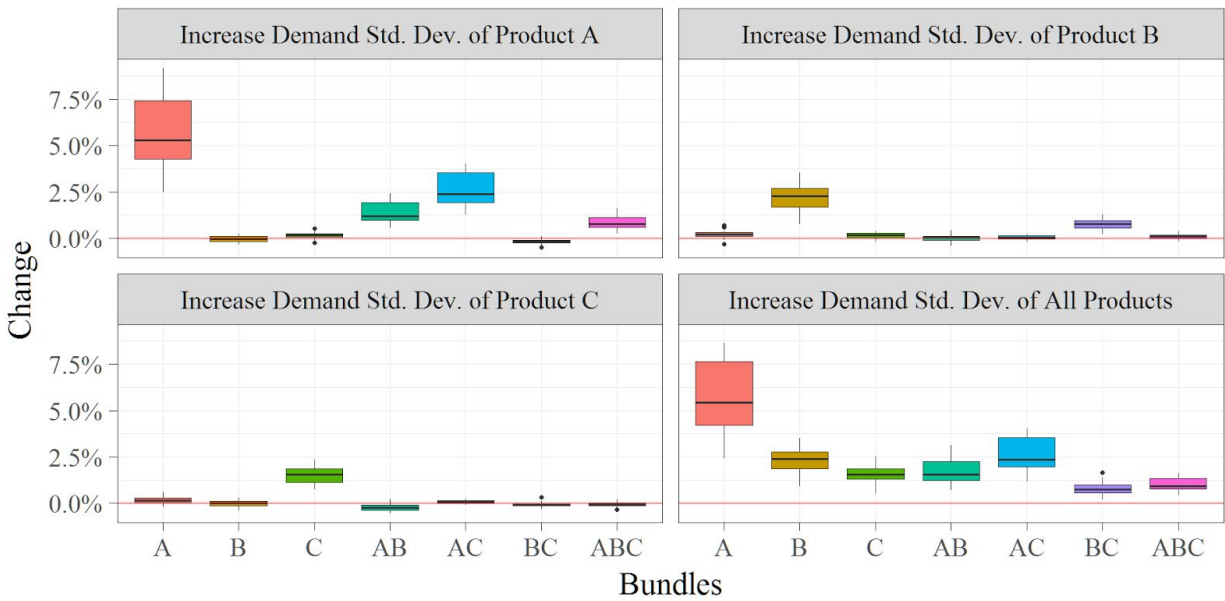 Increase Demand Std. Dev. of Product A
Increase Demand Std. Dev. of Product B
7.5%
5.0%
2.5%
0.0%
Change
Increase Demand Std. Dev. of Product C
Increase Demand Std. Dev. of All Products
7.5%
5.0%
2.5%
0.0%
A B C AB AC BC ABC
A B C AB AC BC ABC
Bundles